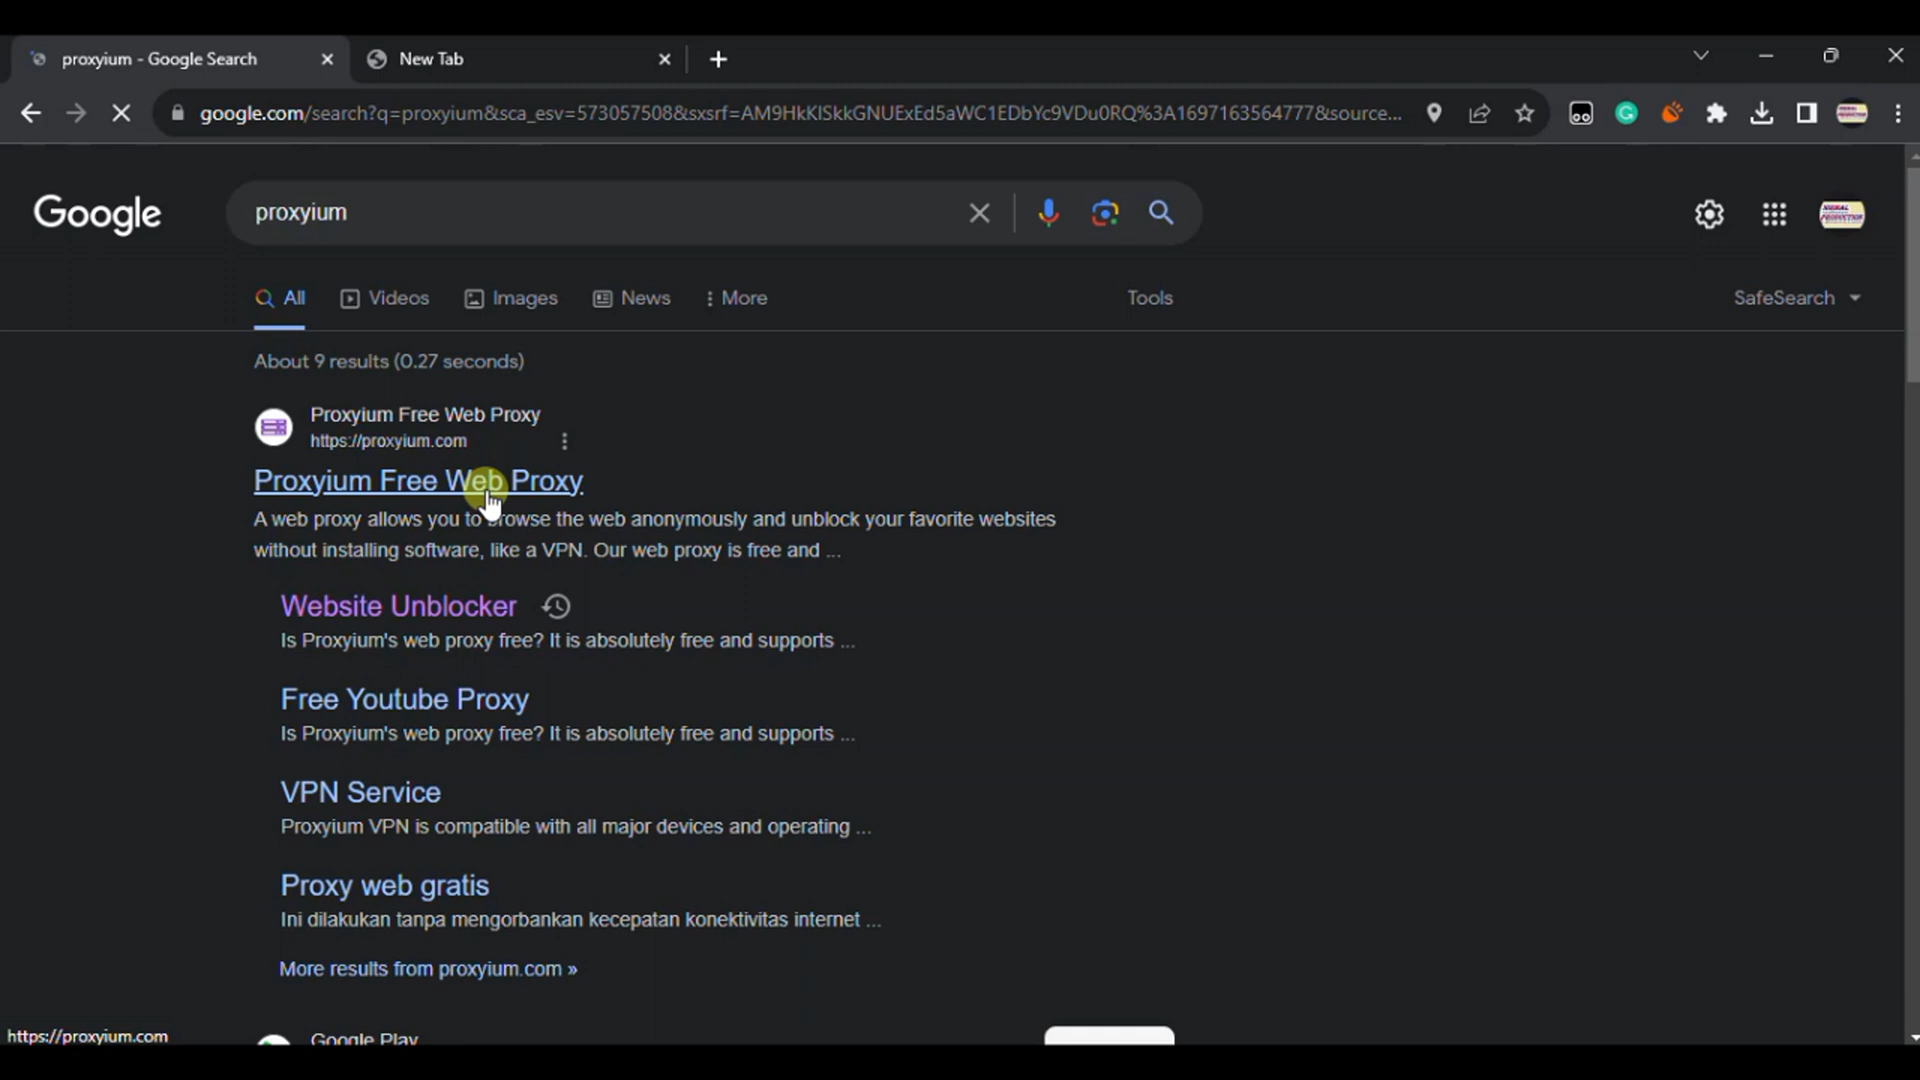 proxyium - Google Search
New Tab
google.com/search?q=proxyium&sca_esv=573057508&sxsrf=AM9HkKlSkkGNUExEd5aWC1EDbYc9VDu0RQ%3A1697163564777&source...
Google
proxyium
All
Videos
Images
News
More
Tools
SafeSearch
About 9 results (0.27 seconds)
Proxyium Free Web Proxy
https://proxyium.com
Proxyium Free Web Proxy
A web proxy allows you to browse the web anonymously and unblock your favorite websites
without installing software, like a VPN. Our web proxy is free and ...
Website Unblocker
Is Proxyium's web proxy free? It is absolutely free and supports ...
Free Youtube Proxy
Is Proxyium's web proxy free? It is absolutely free and supports ...
VPN Service
Proxyium VPN is compatible with all major devices and operating ...
Proxy web gratis
Ini dilakukan tanpa mengorbankan kecepatan konektivitas internet ...
More results from proxyium.com »
https://proxyium.com
Google Play